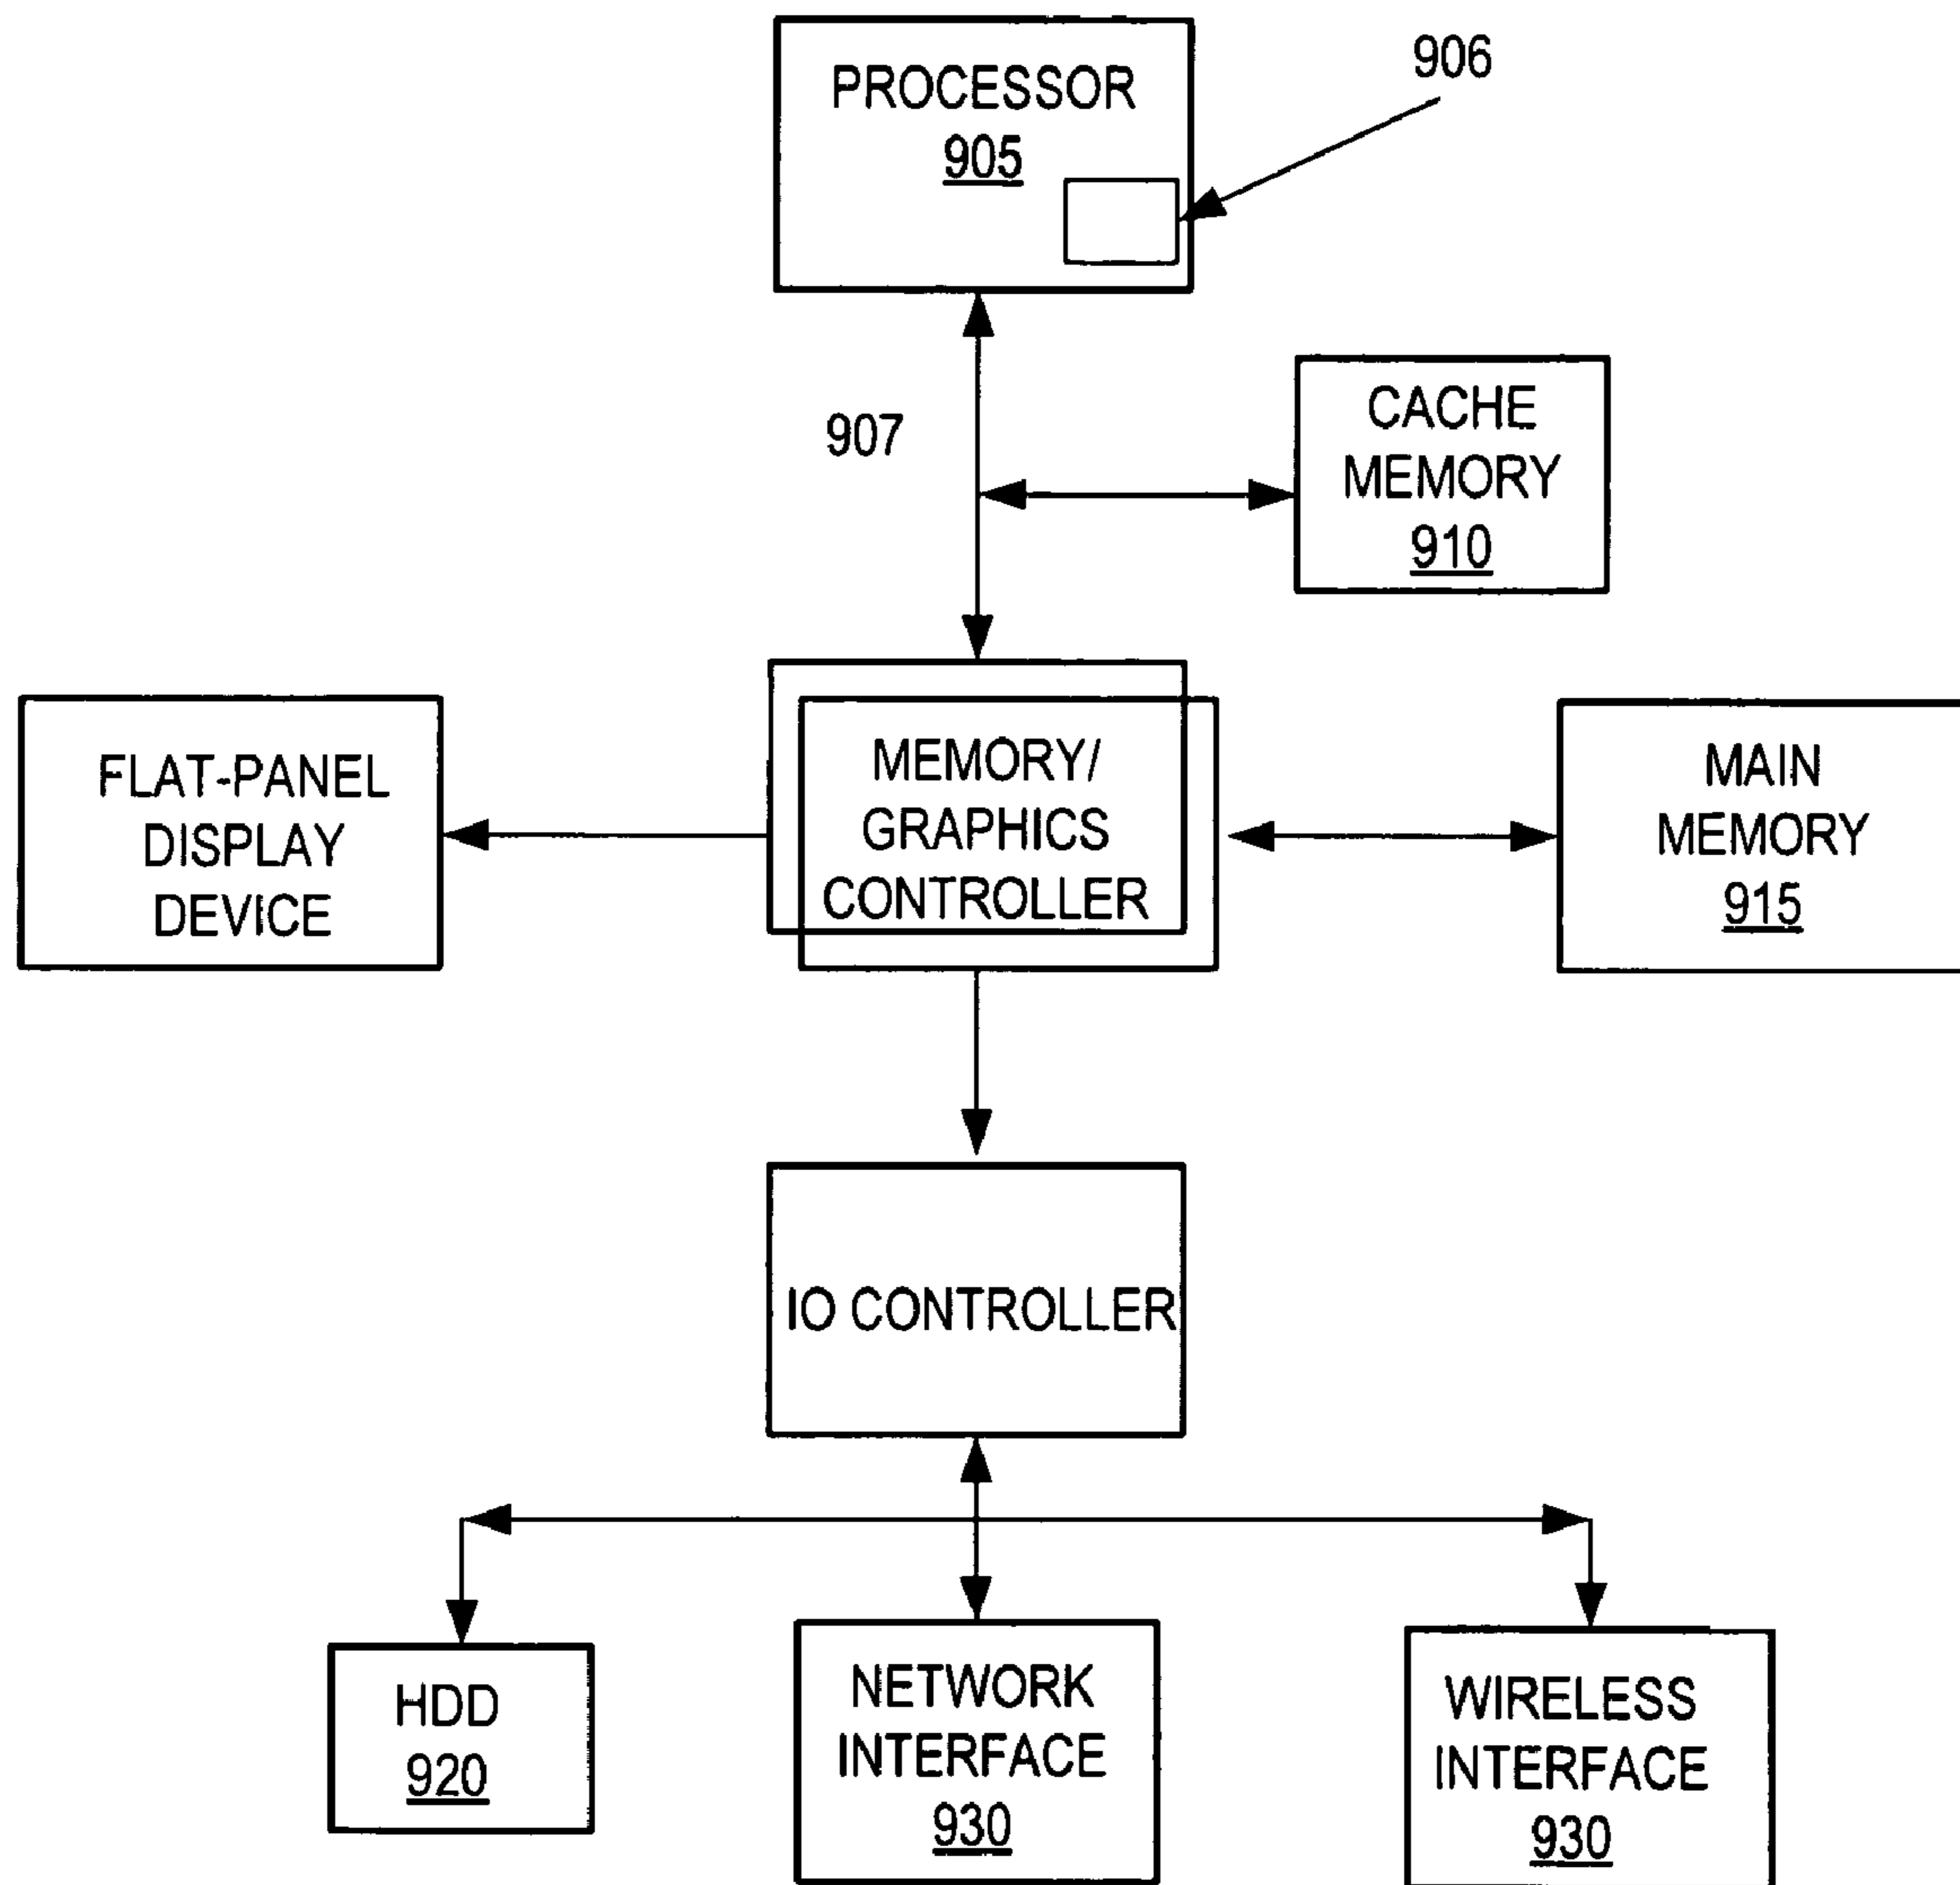 PROCESSOR
905
906
907
CACHE
MEMORY
910
FLAT-PANEL
DISPLAY
DEVICE
MEMORY/
GRAPHICS
CONTROLLER
MAIN
MEMORY
915
IO CONTROLLER
HDD
920
NETWORK
INTERFACE
930
WIRELESS
INTERFACE
930